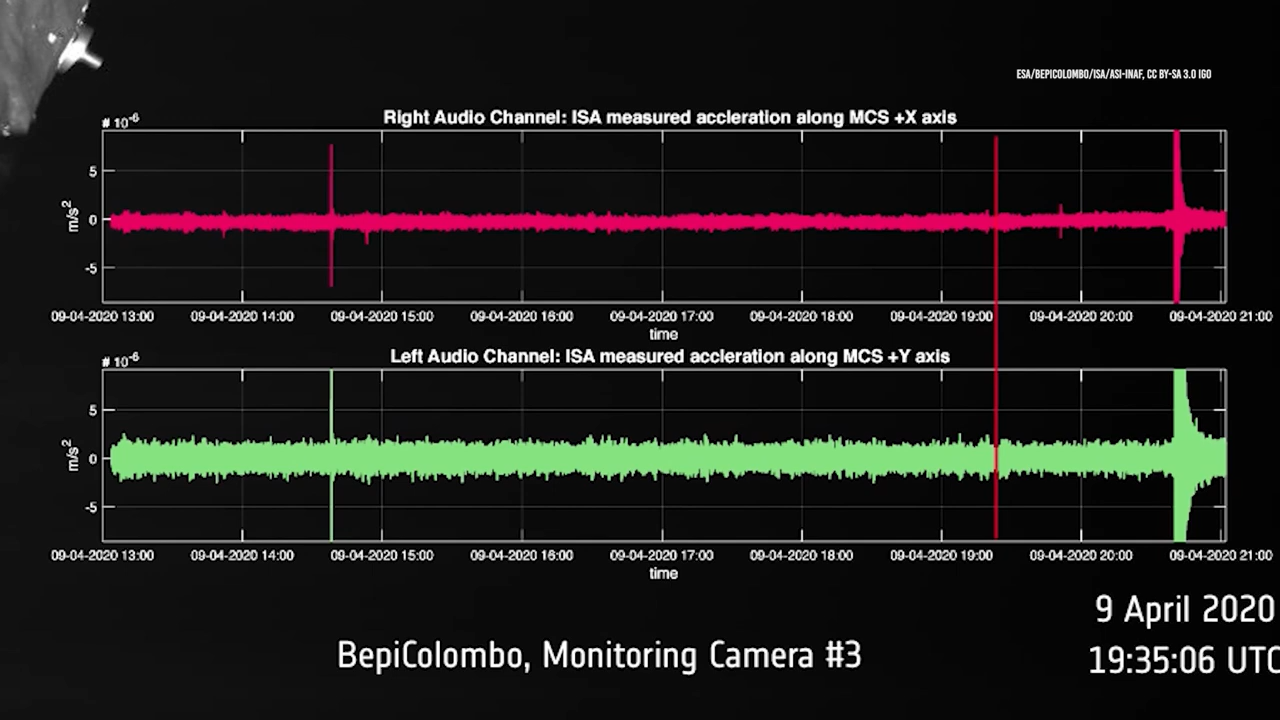 ESA/BEPICOLOMBO/ISA/ASI-INAF, CC BY-SA 3.0 IGO
Right Audio Channel: ISA measured accleration along MCS +X axis
# 10-6
5
0
-5
m/s2
09-04-2020 13:00 09-04-2020 14:00 09-04-2020 15:00 09-04-2020 16:00 09-04-2020 17:00 09-04-2020 18:00 09-04-2020 19:00 09-04-2020 20:00 09-04-2020 21:00
time
Left Audio Channel: ISA measured accleration along MCS +Y axis
# 10-6
5
0
-5
m/s2
09-04-2020 13:00 09-04-2020 14:00 09-04-2020 15:00 09-04-2020 16:00 09-04-2020 17:00 09-04-2020 18:00 09-04-2020 19:00 09-04-2020 20:00 09-04-2020 21:00
time
9 April 2020
BepiColombo, Monitoring Camera #3
19:35:06 UTC